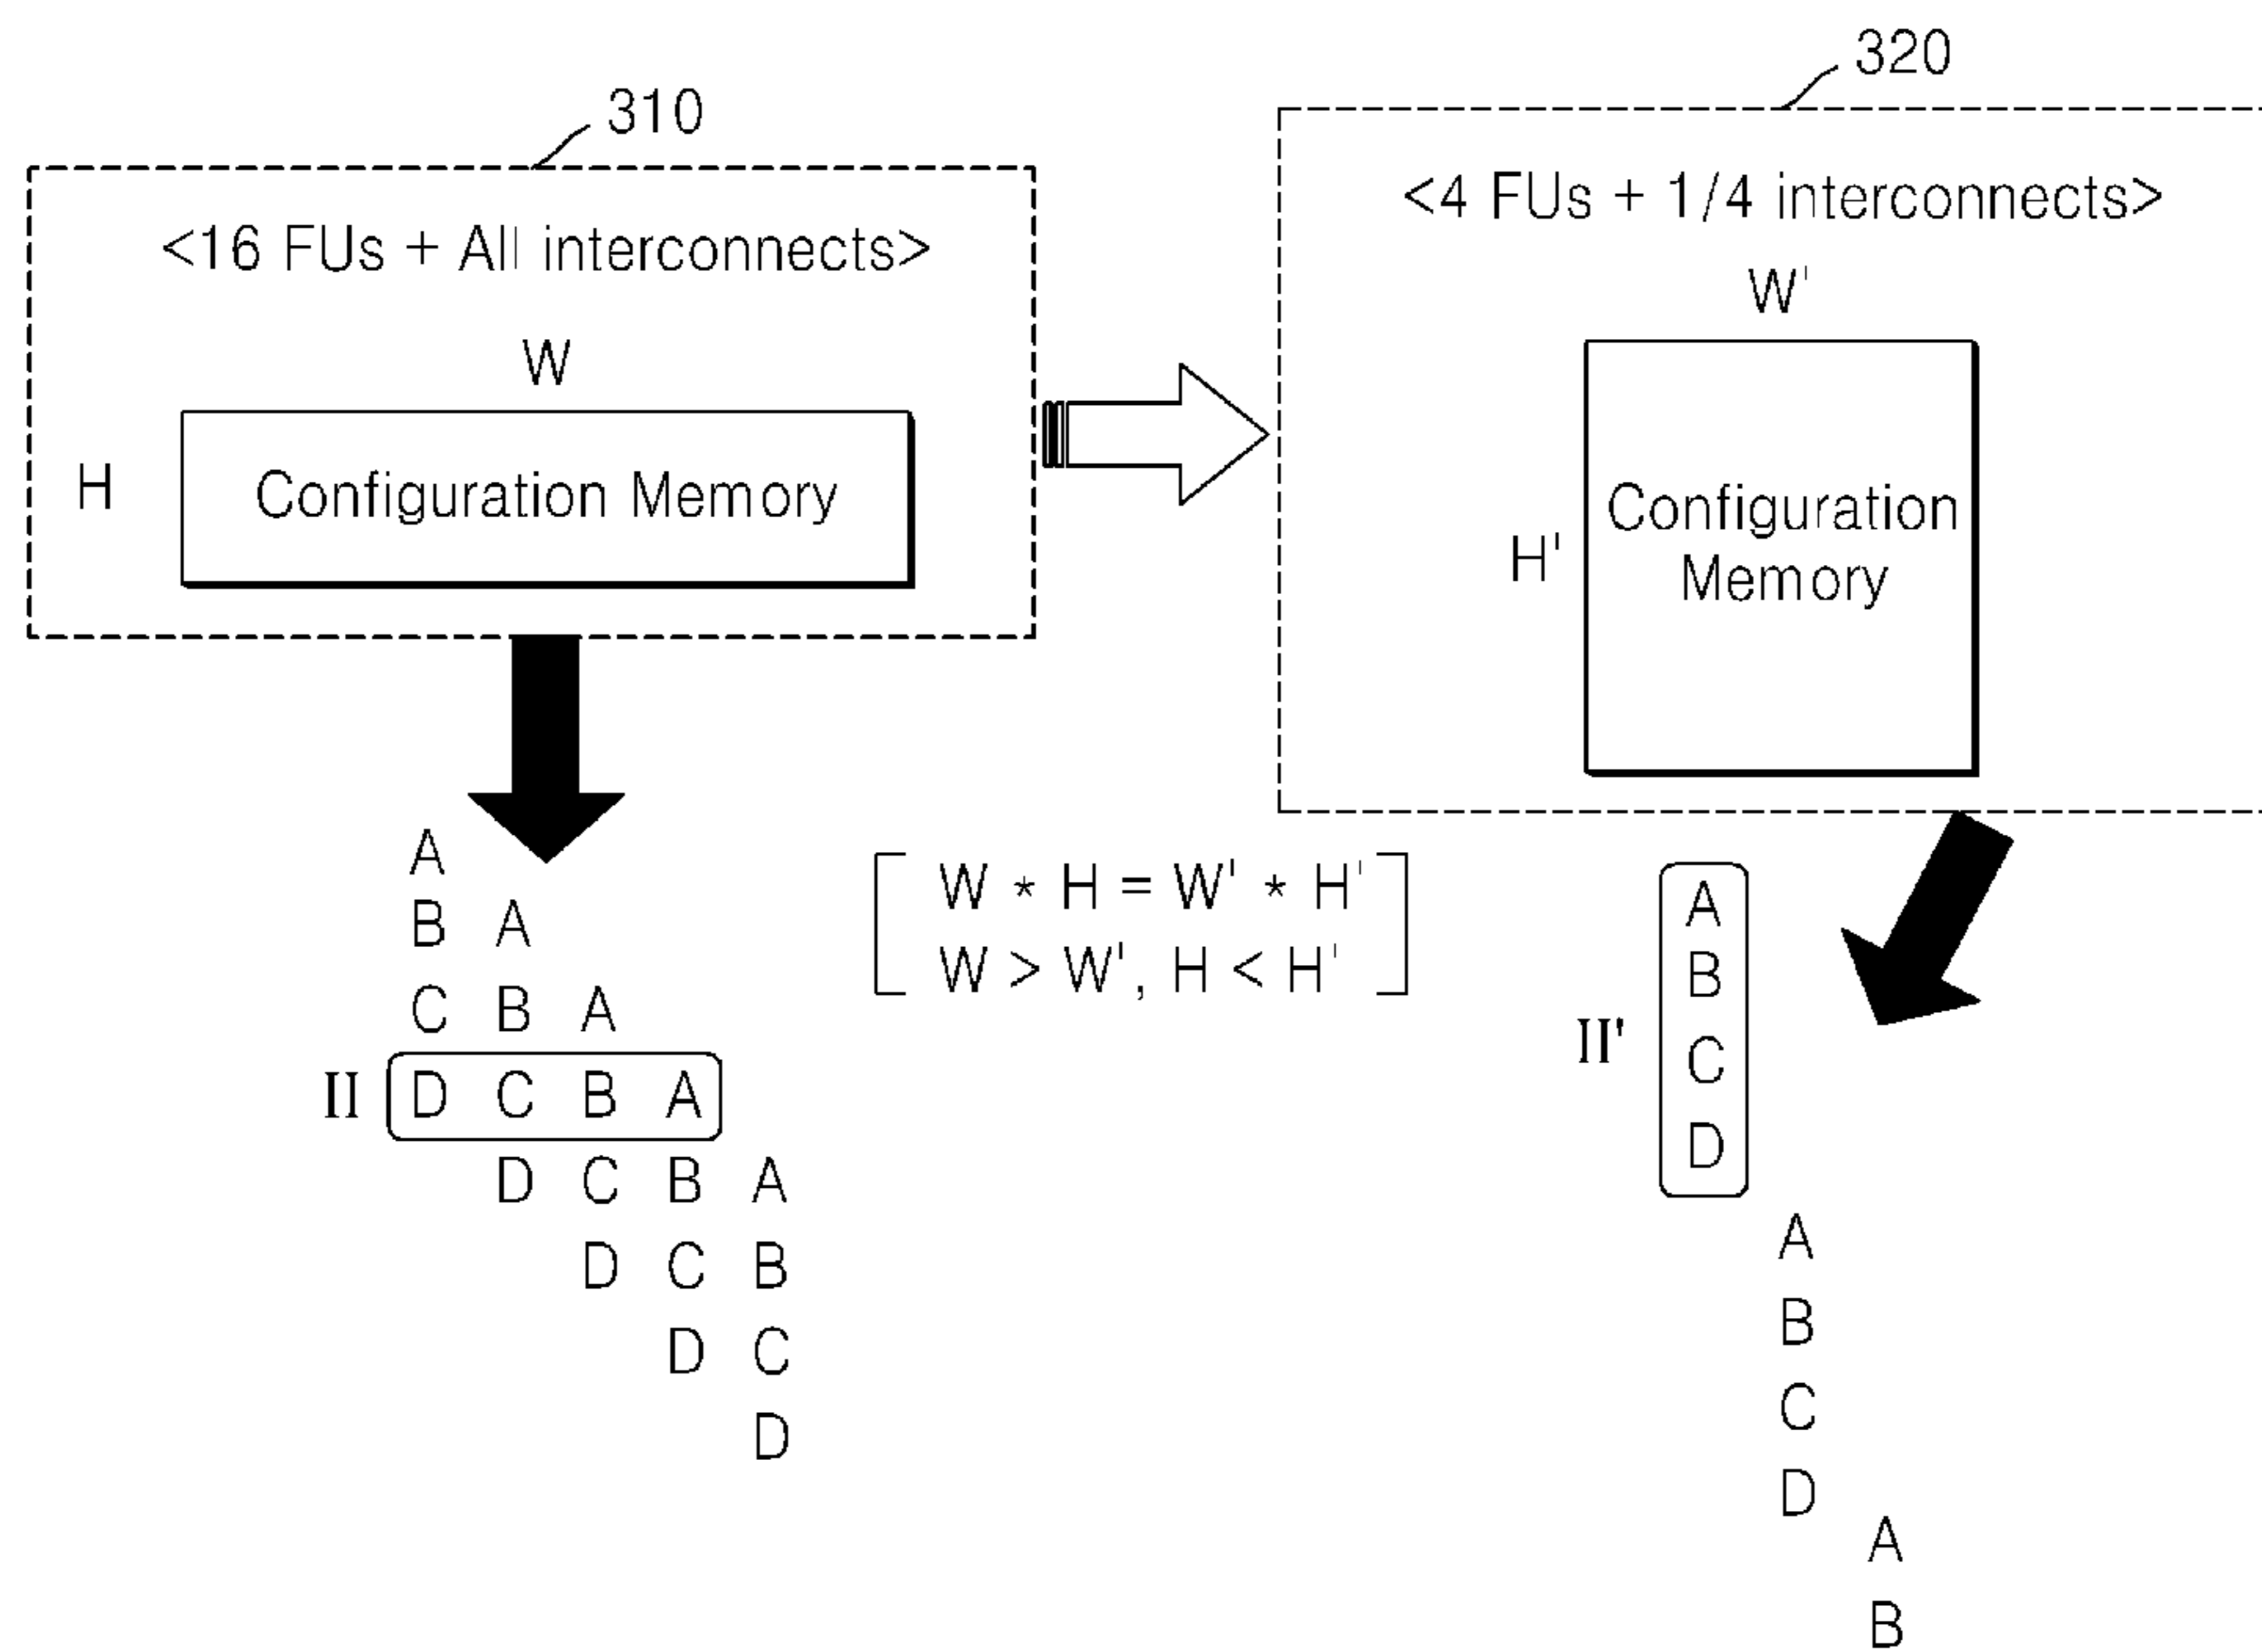 310
<16 FUs + All interconnects>
W
H
Configuration Memory
320
<4 FUs + 1/4 interconnects>
W'
H'
Configuration
Memory
A
B A
C B A
II D C B A
D C B A
D C B
D C
D
W * H = W' * H'
W > W', H < H'
II'
A
B
C
D
A
B
C
D
A
B